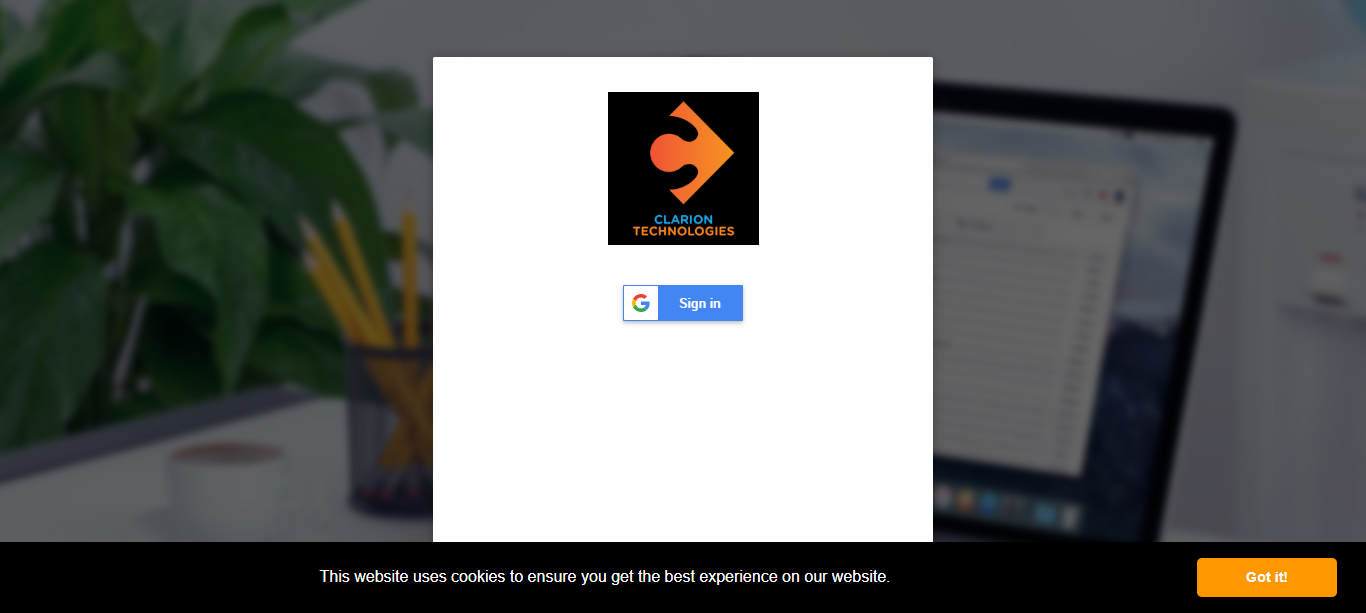 CLARION
TECHNOLOGIES
Sign in
This website uses cookies to ensure you get the best experience on our website.
Got it!